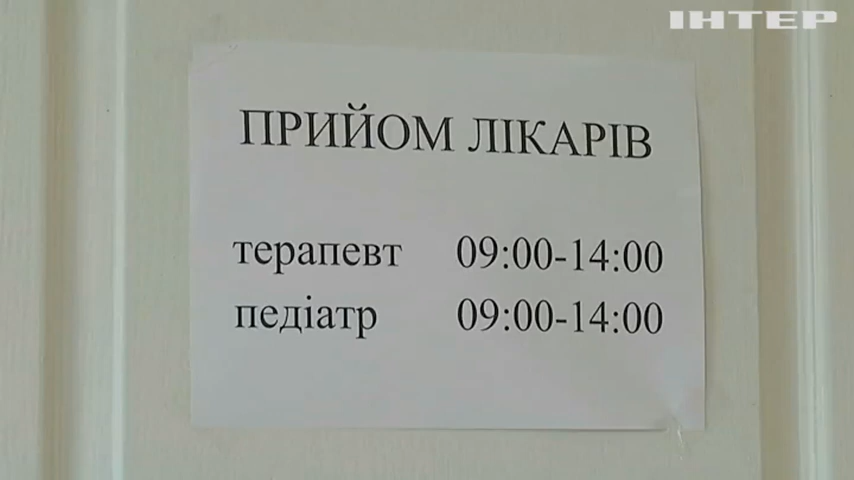 ІНТЕР
ПРИЙОМ ЛІКАРІВ
терапевт 09:00-14:00
педіатр 09:00-14:00